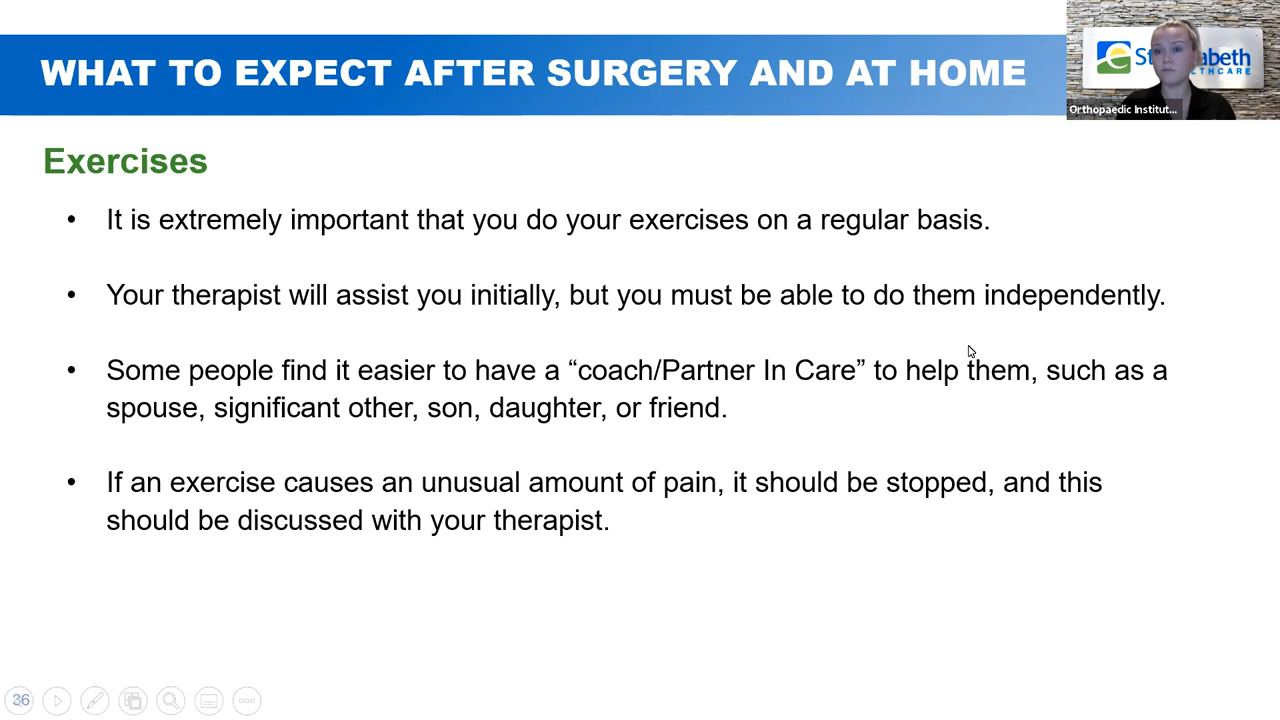 WHAT TO EXPECT AFTER SURGERY AND AT HOME
Orthopaedic Institut...
Exercises
• It is extremely important that you do your exercises on a regular basis.
• Your therapist will assist you initially, but you must be able to do them independently.
• Some people find it easier to have a “coach/Partner In Care” to help them, such as a
spouse, significant other, son, daughter, or friend.
• If an exercise causes an unusual amount of pain, it should be stopped, and this
should be discussed with your therapist.
36